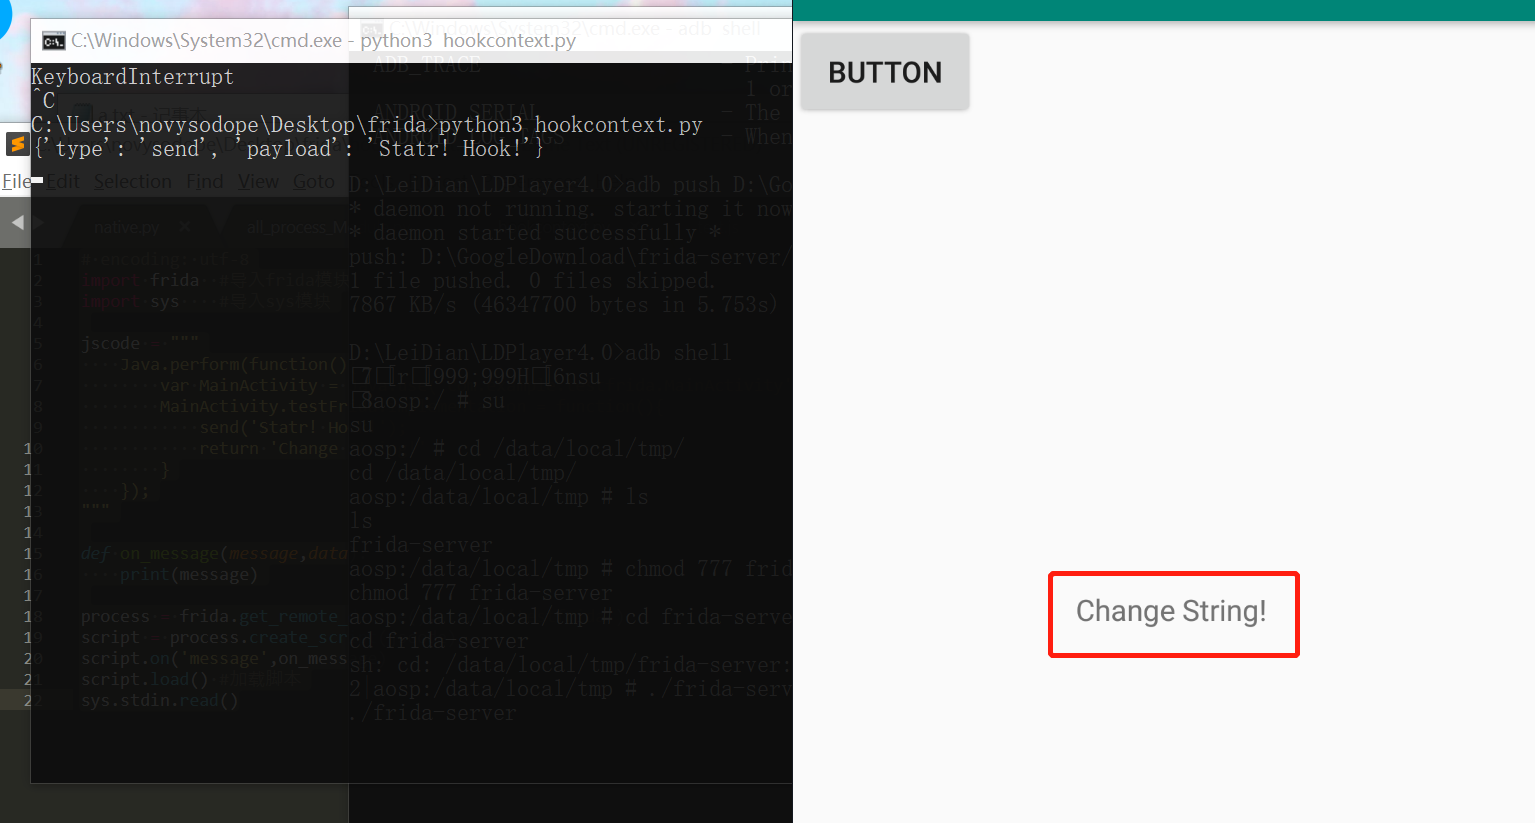 C:\Windows\System32\cmd.exe - adb shell
C:\Windows\System32\cmd.exe - python3 hookcontext.py
KeyboardInterrupt
^C
C:\Users\novysodope\Desktop\frida>python3 hookcontext.py
{'type': 'send', 'payload': 'Statr! Hook!'}
File Edit Selection Find View Goto
native.py
all_process_M
1 # encoding: utf-8
2 import frida
3 import sys
4
5 jscode = """
6 Java.perform(function()
7 var MainActivity =
8 MainActivity.testFr
9 send('Statr! Ho
10 return 'Change
11 }
12 });
13 """
14
15 def on_message(message,data
16 print(message)
17
18 process = frida.get_remote_
19 script = process.create_scr
20 script.on('message',on_mess
21 script.load() #加载脚本
22 sys.stdin.read()
ADB_TRACE - Prin
1 or
ANDROID_SERIAL - The
- When
D:\LeiDian\LDPlayer4.0>adb push D:\Go
* daemon not running. starting it now
* daemon started successfully *
push: D:\GoogleDownload\frida-server/
1 file pushed. 0 files skipped.
7867 KB/s (46347700 bytes in 5.753s)
D:\LeiDian\LDPlayer4.0>adb shell
aosp:/ # su
su
aosp:/ # cd /data/local/tmp/
cd /data/local/tmp/
aosp:/data/local/tmp # ls
ls
frida-server
aosp:/data/local/tmp # chmod 777 frid
chmod 777 frida-server
aosp:/data/local/tmp # cd frida-serve
cd frida-server
sh: cd: /data/local/tmp/frida-server:
2|aosp:/data/local/tmp # ./frida-serv
./frida-server
BUTTON
Change String!